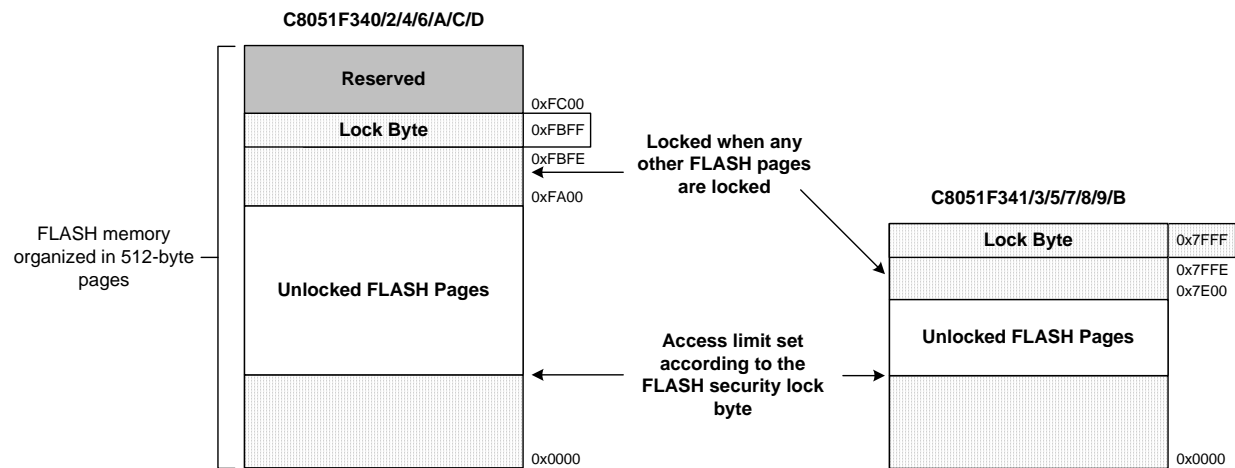 C8051F340/2/4/6/A/C/D
Reserved
0xFC00
Lock Byte
0xFBFF
0xFBFE
0xFA00
FLASH memory
organized in 512-byte
pages
Unlocked FLASH Pages
0x0000
Locked when any
other FLASH pages
are locked
Access limit set
according to the
FLASH security lock
byte
C8051F341/3/5/7/8/9/B
Lock Byte
0x7FFF
0x7FFE
0x7E00
Unlocked FLASH Pages
0x0000